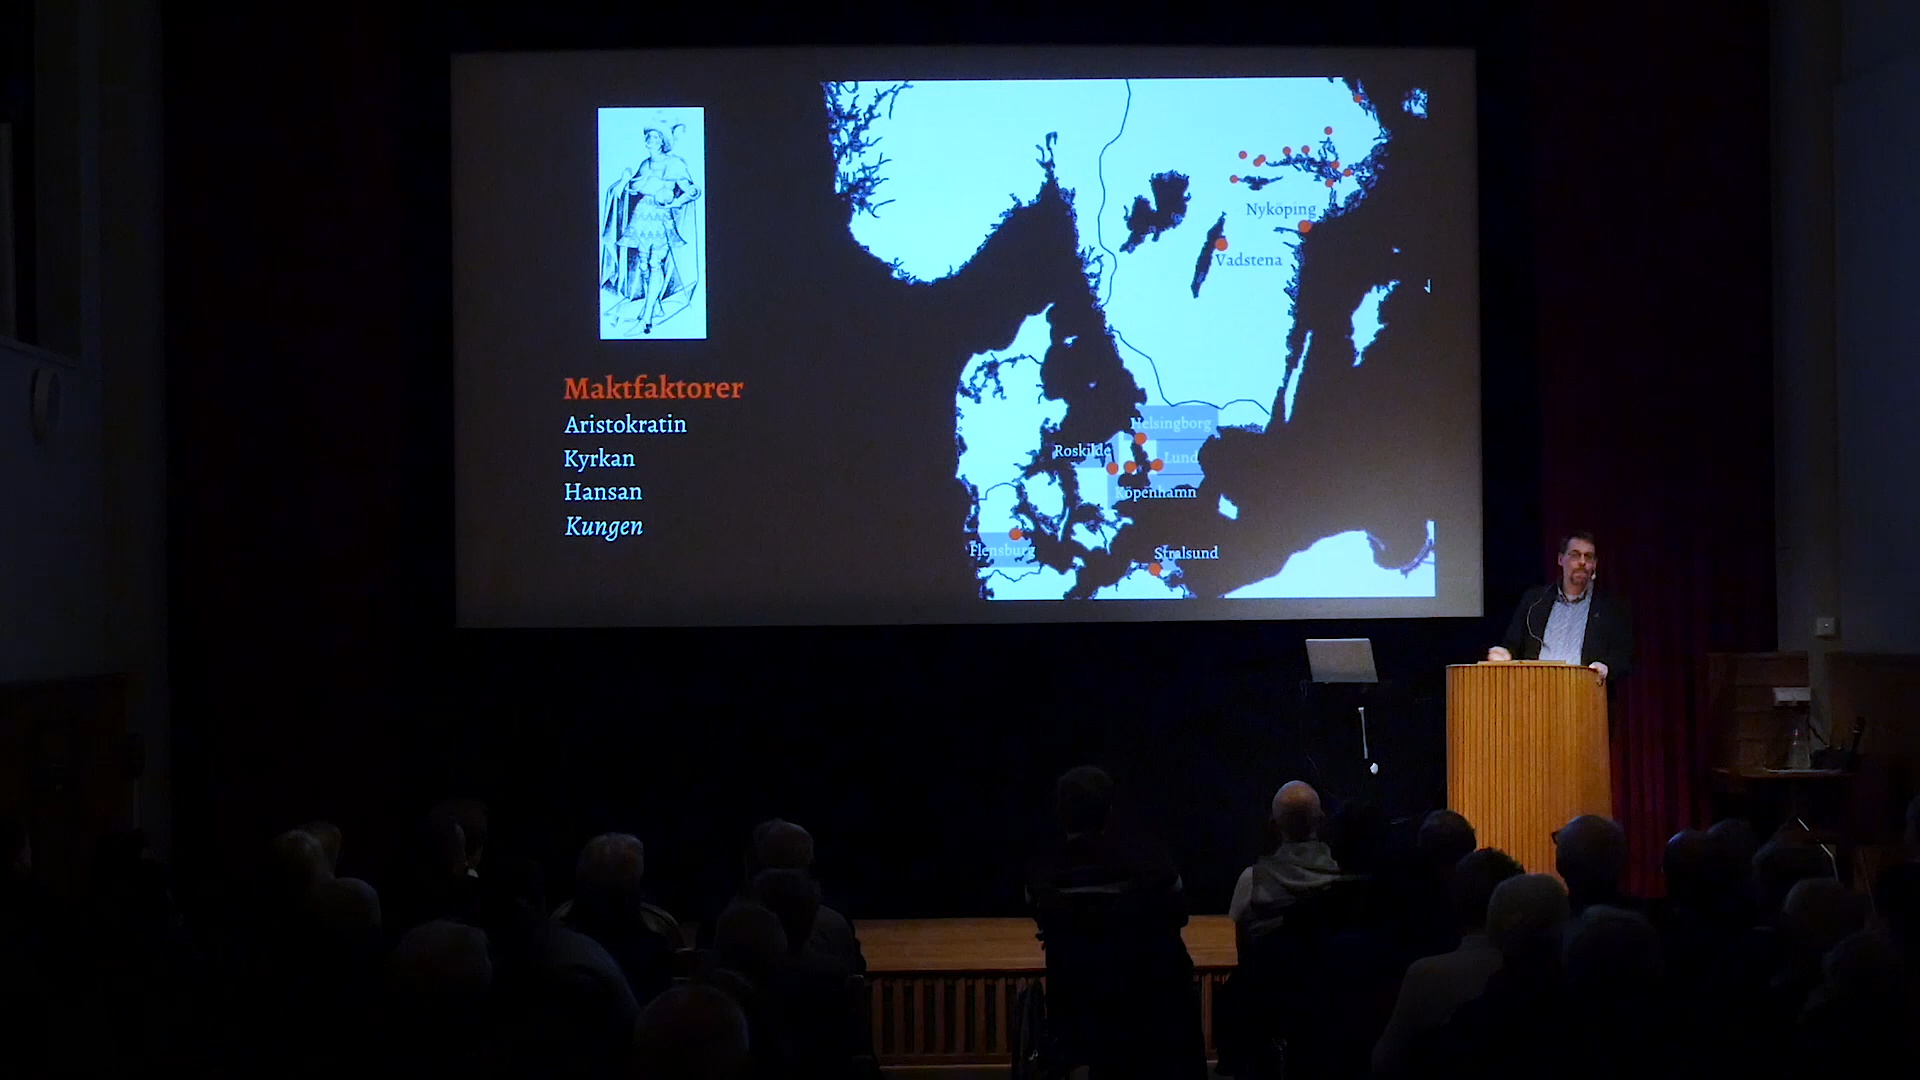 Maktfaktorer
Aristokratin
Kyrkan
Hansan
Kungen
Nyköping
Vadstena
Helsingborg
Roskilde
Lund
Köpenhamn
Flensburg
Stralsund